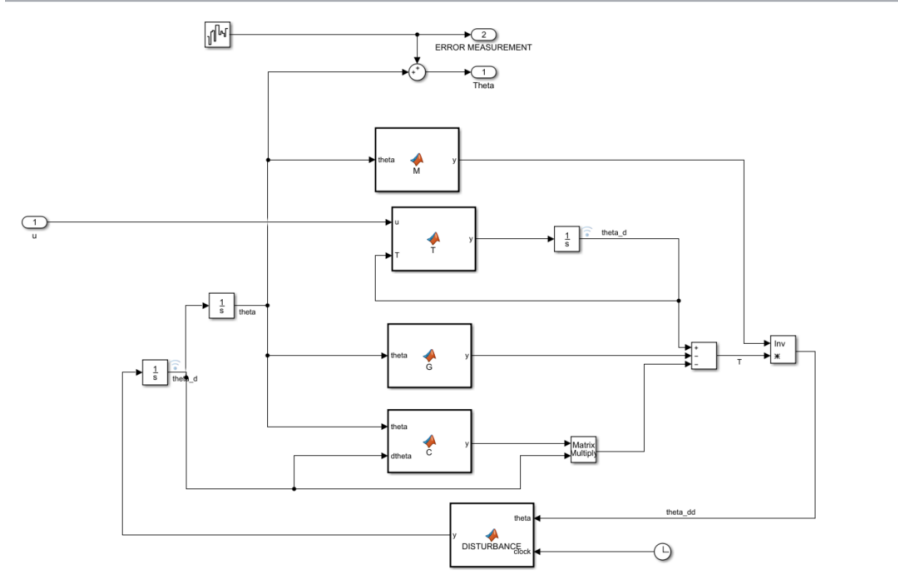 2
ERROR MEASUREMENT
+
+
1
Theta
theta
y
M
1
u
u
T
y
T
1
s
theta_d
1
s
theta
theta
y
G
+
−
−
T
Inv
1
s
theta_d
theta
dtheta
y
C
Matrix
Multiply
theta_dd
theta
y
DISTURBANCE
clock